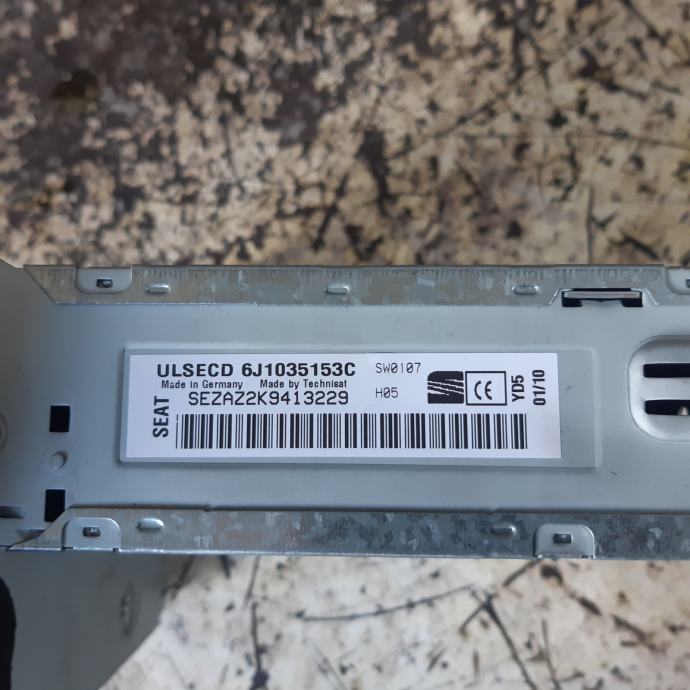 ULSECD 6J1035153C SW0107
Made in Germany Made by Technisat
SEZAZ2K9413229 H05
SEAT
CE
YD5
01/10